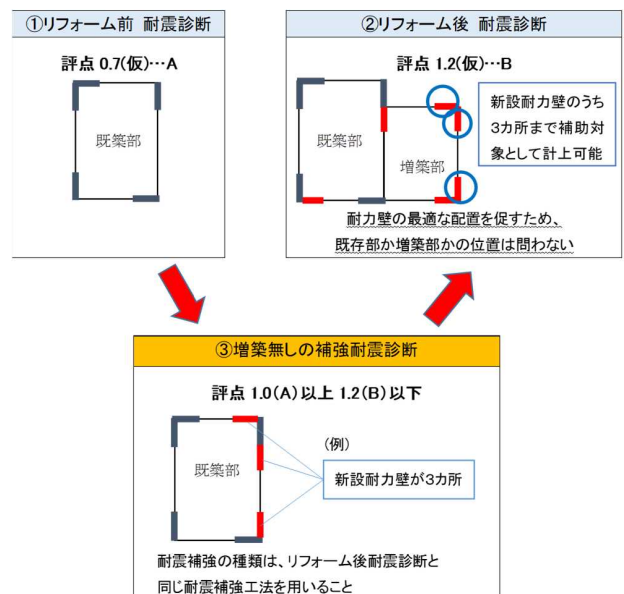 ①リフォーム前 耐震診断
評点 0.7(仮)…A
既築部
②リフォーム後 耐震診断
評点 1.2(仮)…B
既築部
増築部
新設耐力壁のうち
3カ所まで補助対
象として計上可能
耐力壁の最適な配置を促すため、
既存部か増築部かの位置は問わない
③増築無しの補強耐震診断
評点 1.0(A)以上 1.2(B)以下
既築部
(例)
新設耐力壁が3カ所
耐震補強の種類は、リフォーム後耐震診断と
同じ耐震補強工法を用いること